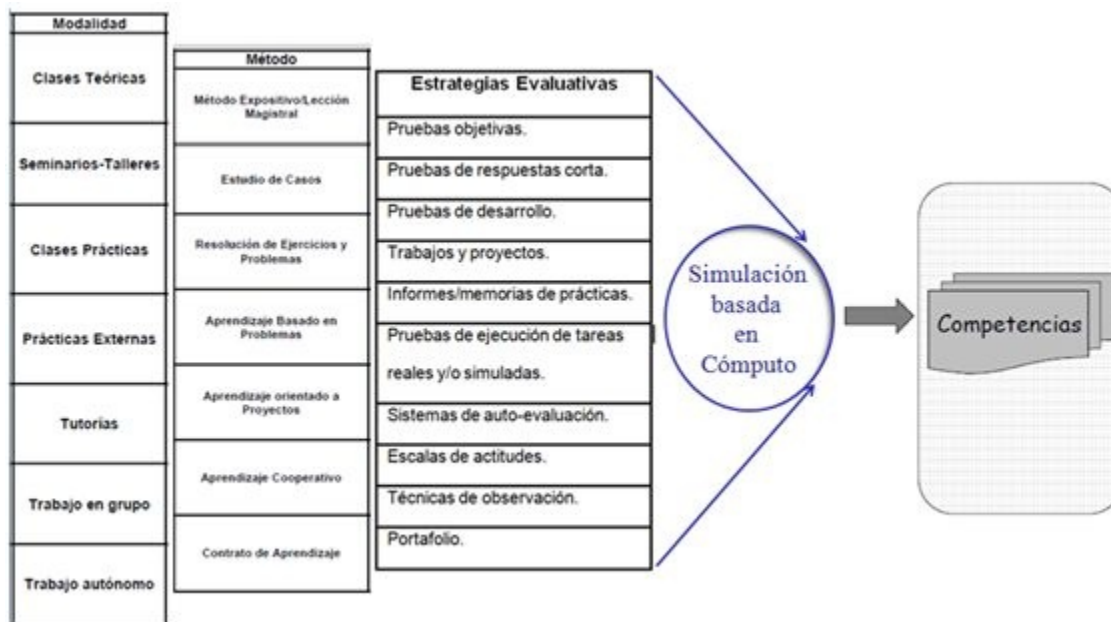 Modalidad
Clases Teóricas
Seminarios-Talleres
Clases Prácticas
Prácticas Externas
Tutorías
Trabajo en grupo
Trabajo autónomo
Método
Método Expositivo/Lección
Magistral
Estudio de Casos
Resolución de Ejercicios y
Problemas
Aprendizaje Basado en
Problemas
Aprendizaje orientado a
Proyectos
Aprendizaje Cooperativo
Contrato de Aprendizaje
Estrategias Evaluativas
Pruebas objetivas.
Pruebas de respuestas corta.
Pruebas de desarrollo.
Trabajos y proyectos.
Informes/memorias de prácticas.
Pruebas de ejecución de tareas
reales y/o simuladas.
Sistemas de auto-evaluación.
Escalas de actitudes.
Técnicas de observación.
Portafolio.
Simulación
basada
en
Cómputo
Competencias